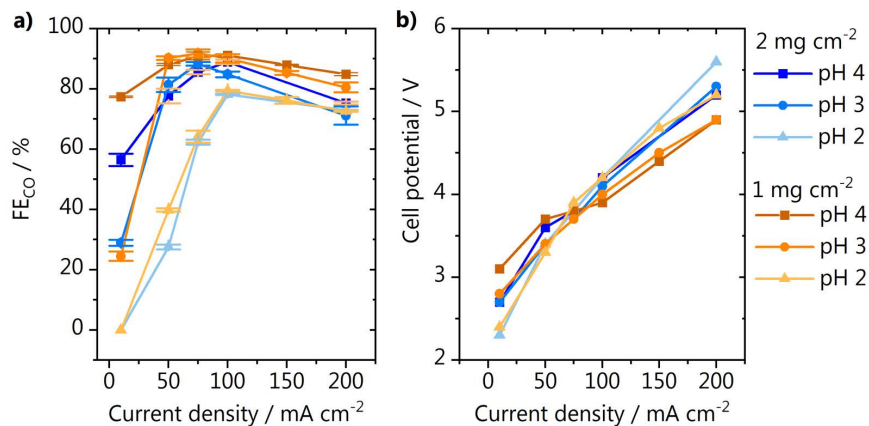 a)
100
80
60
40
20
0
FE_CO / %
0 50 100 150 200
Current density / mA cm⁻²
b)
6
5
4
3
2
Cell potential / V
0 50 100 150 200
Current density / mA cm⁻²
2 mg cm⁻²
pH 4
pH 3
pH 2
1 mg cm⁻²
pH 4
pH 3
pH 2